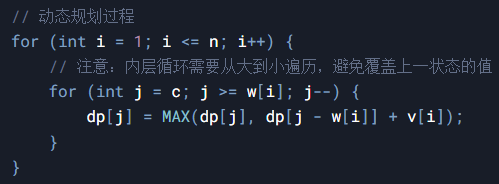 // 动态规划过程
for (int i = 1; i <= n; i++) {
    // 注意：内层循环需要从大到小遍历，避免覆盖上一状态的值
    for (int j = c; j >= w[i]; j--) {
        dp[j] = MAX(dp[j], dp[j - w[i]] + v[i]);
    }
}